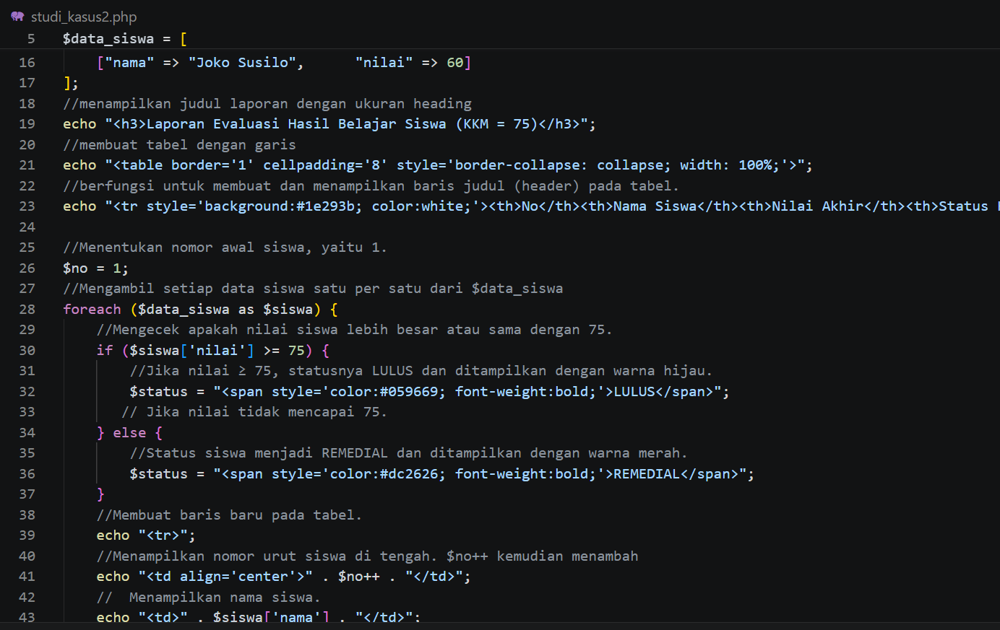 studi_kasus2.php
5 $data_siswa = [
16 ["nama" => "Joko Susilo", "nilai" => 60]
17 ];
18 //menampilkan judul laporan dengan ukuran heading
19 echo "<h3>Laporan Evaluasi Hasil Belajar Siswa (KKM = 75)</h3>";
20 //membuat tabel dengan garis
21 echo "<table border='1' cellpadding='8' style='border-collapse: collapse; width: 100%;'>";
22 //berfungsi untuk membuat dan menampilkan baris judul (header) pada tabel.
23 echo "<tr style='background:#1e293b; color:white;'><th>No</th><th>Nama Siswa</th><th>Nilai Akhir</th><th>Status
24
25 //Menentukan nomor awal siswa, yaitu 1.
26 $no = 1;
27 //Mengambil setiap data siswa satu per satu dari $data_siswa
28 foreach ($data_siswa as $siswa) {
29 //Mengecek apakah nilai siswa lebih besar atau sama dengan 75.
30 if ($siswa['nilai'] >= 75) {
31 //Jika nilai ≥ 75, statusnya LULUS dan ditampilkan dengan warna hijau.
32 $status = "<span style='color:#059669; font-weight:bold;'>LULUS</span>";
33 // Jika nilai tidak mencapai 75.
34 } else {
35 //Status siswa menjadi REMEDIAL dan ditampilkan dengan warna merah.
36 $status = "<span style='color:#dc2626; font-weight:bold;'>REMEDIAL</span>";
37 }
38 //Membuat baris baru pada tabel.
39 echo "<tr>";
40 //Menampilkan nomor urut siswa di tengah. $no++ kemudian menambah
41 echo "<td align='center'>" . $no++ . "</td>";
42 //  Menampilkan nama siswa.
43 echo "<td>" . $siswa['nama'] . "</td>";